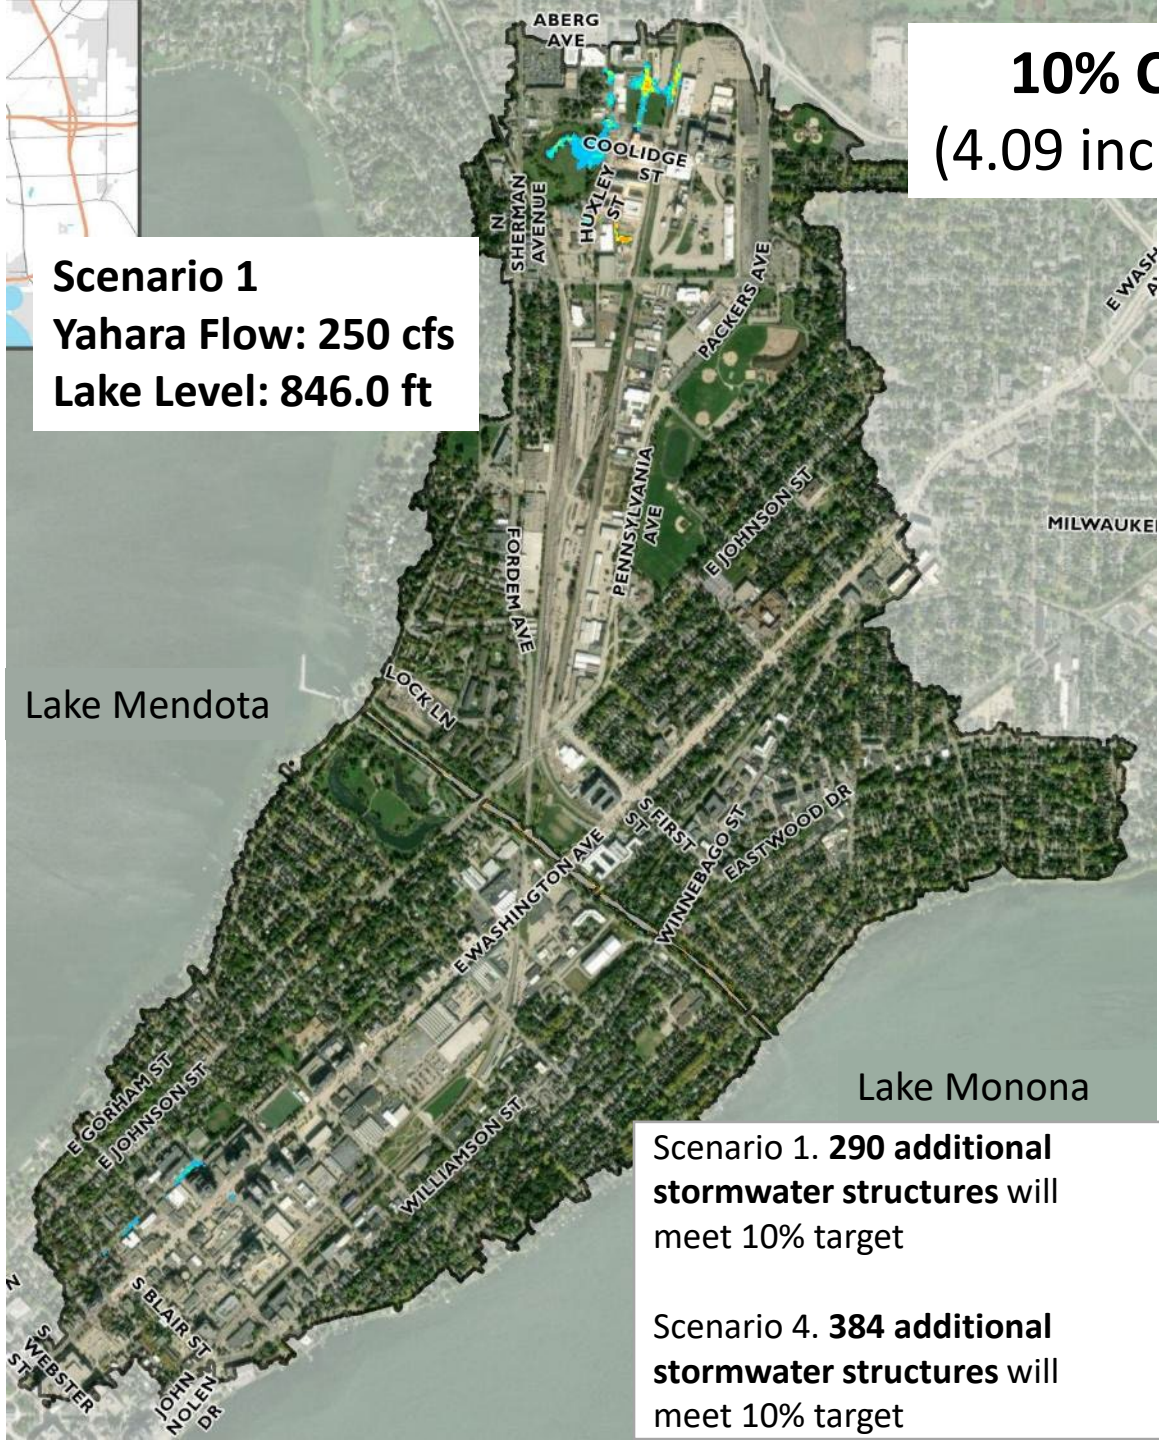 ABERG
AVE
10% C
(4.09 inc
COOLIDGE
ST
HUXLEY
ST
N
SHERMAN
AVENUE
Scenario 1
Yahara Flow: 250 cfs
Lake Level: 846.0 ft
PACKERS AVE
E WASH
PENNSYLVANIA
AVE
E JOHNSON ST
MILWAUKE
FORDEM AVE
LOCK LN
Lake Mendota
S FIRST
ST
WINNEBAGO ST
EASTWOOD DR
E WASHINGTON AVE
E GORHAM ST
E JOHNSON ST
WILLIAMSON ST
Lake Monona
Scenario 1. 290 additional
stormwater structures will
meet 10% target
Scenario 4. 384 additional
stormwater structures will
meet 10% target
S BLAIR ST
N
S
WEBSTER
ST
JOHN
NOLEN
DR